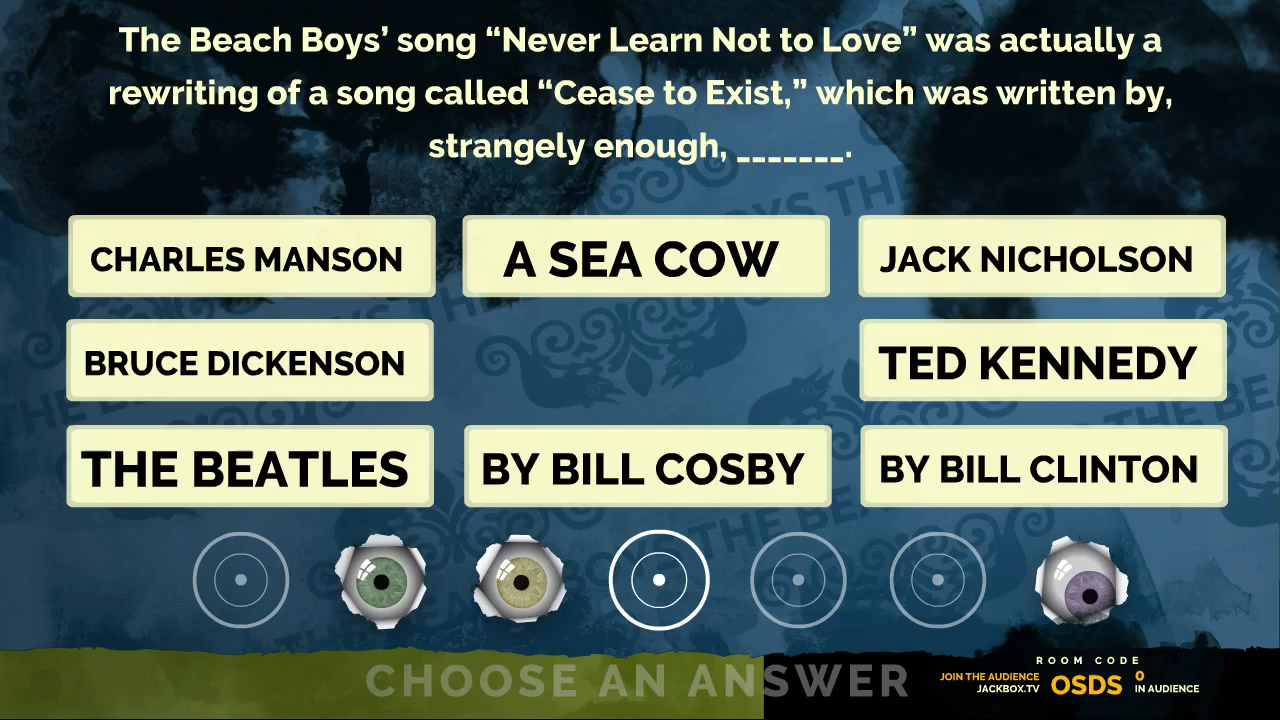 The Beach Boys’ song “Never Learn Not to Love” was actually a
rewriting of a song called “Cease to Exist,” which was written by,
strangely enough, _______.
CHARLES MANSON
A SEA COW
JACK NICHOLSON
BRUCE DICKENSON
TED KENNEDY
THE BEATLES
BY BILL COSBY
BY BILL CLINTON
CHOOSE AN ANSWER
ROOM CODE
JOIN THE AUDIENCE
JACKBOX.TV
OSDS
0
IN AUDIENCE